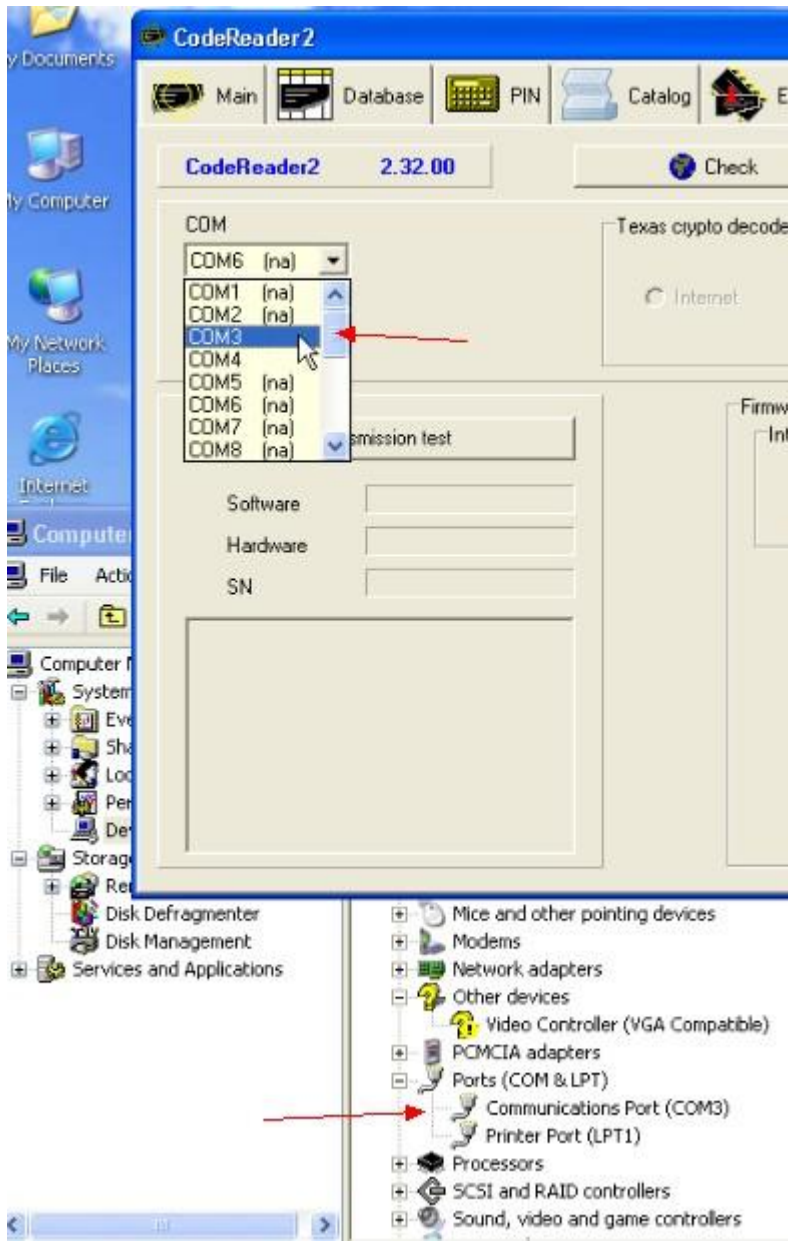 y Documents
CodeReader2
Main Database PIN Catalog E
CodeReader2 2.32.00 Check
My Computer
COM
Texas crypto decode
COM6 (na)
Internet
COM1 (na)
COM2 (na)
COM3
COM4
COM5 (na)
COM6 (na)
COM7 (na)
COM8 (na)
My Network
Places
smission test
Firmw
Int
Internet
Software
Hardware
SN
Compute
File Actio
Computer M
System
Eve
Sha
Loc
Per
De
Storag
Re
Disk Defragmenter
Disk Management
Services and Applications
Mice and other pointing devices
Modems
Network adapters
Other devices
Video Controller (VGA Compatible)
PCMCIA adapters
Ports (COM & LPT)
Communications Port (COM3)
Printer Port (LPT1)
Processors
SCSI and RAID controllers
Sound, video and game controllers